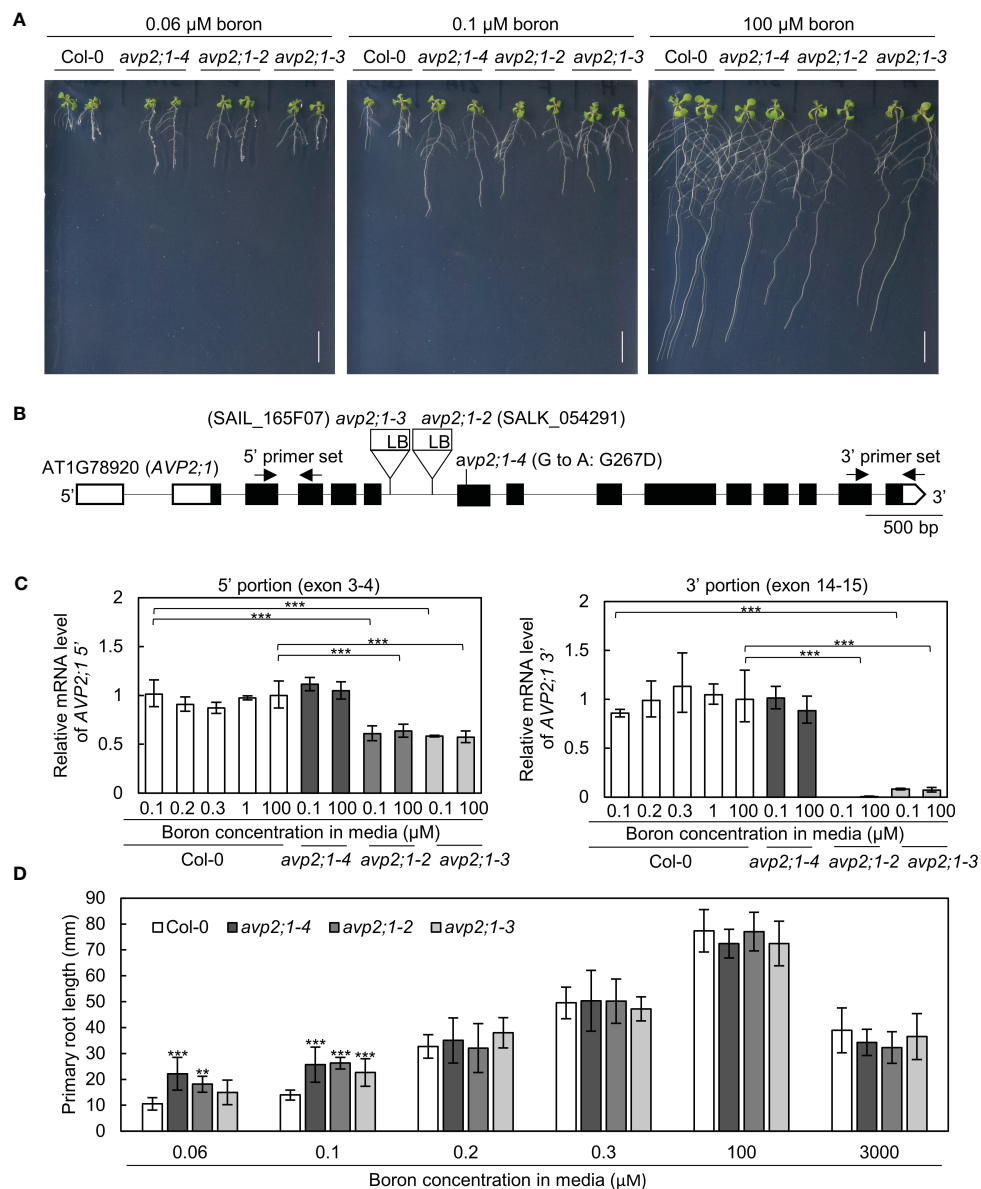 A
0.06 µM boron 0.1 µM boron 100 µM boron
Col-0 avp2;1-4 avp2;1-2 avp2;1-3 Col-0 avp2;1-4 avp2;1-2 avp2;1-3 Col-0 avp2;1-4 avp2;1-2 avp2;1-3
B
(SAIL_165F07) avp2;1-3 avp2;1-2 (SALK_054291)
LB LB
AT1G78920 (AVP2;1) 5' primer set avp2;1-4 (G to A: G267D) 3' primer set
5' 3'
500 bp
C
5' portion (exon 3-4)
Relative mRNA level
of AVP2;1 5'
2
1.5
1
0.5
0
*** 
***
***
***
0.1 0.2 0.3 1 100 0.1 100 0.1 100 0.1 100
Boron concentration in media (µM)
Col-0 avp2;1-4 avp2;1-2 avp2;1-3
3' portion (exon 14-15)
Relative mRNA level
of AVP2;1 3'
2
1.5
1
0.5
0
***
***
***
0.1 0.2 0.3 1 100 0.1 100 0.1 100 0.1 100
Boron concentration in media (µM)
Col-0 avp2;1-4 avp2;1-2 avp2;1-3
D
Primary root length (mm)
90
80
70
60
50
40
30
20
10
0
Col-0 avp2;1-4 avp2;1-2 avp2;1-3
*** ** *** *** ***
0.06 0.1 0.2 0.3 100 3000
Boron concentration in media (µM)